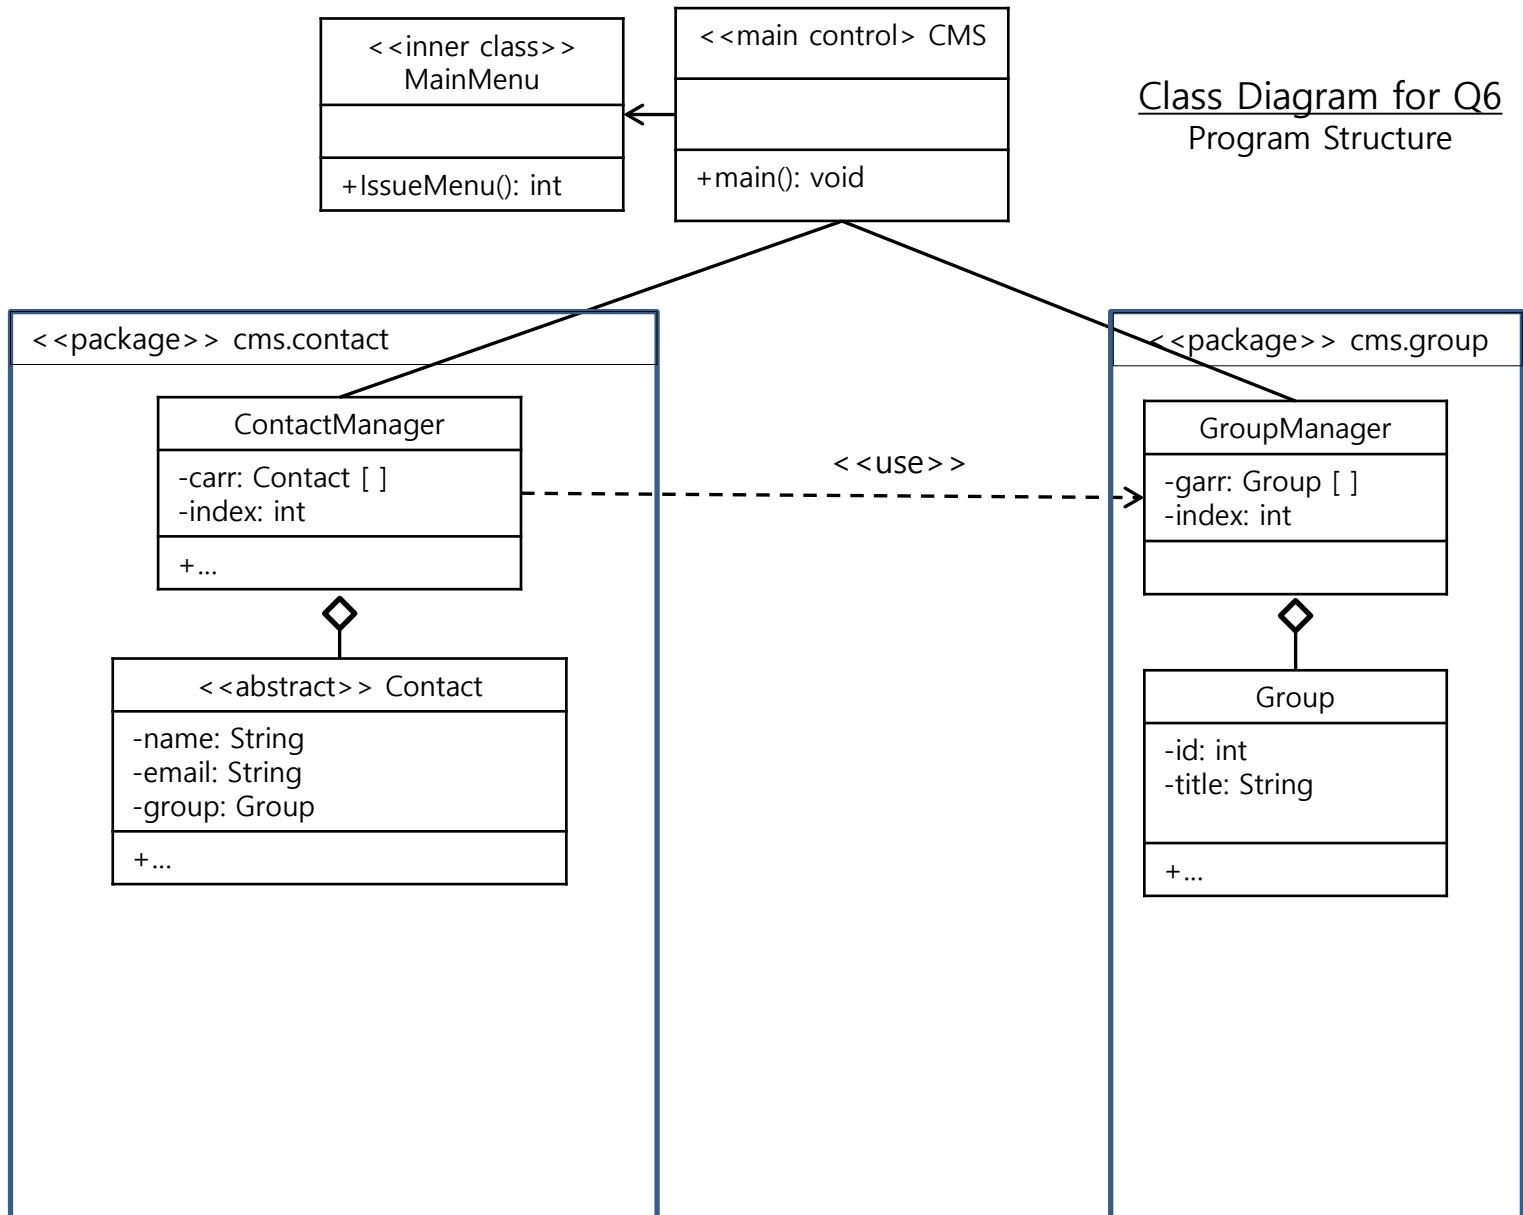 <<inner class>>
MainMenu
+IssueMenu(): int
<<main control> CMS
+main(): void
Class Diagram for Q6
Program Structure
<<package>> cms.contact
ContactManager
-carr: Contact [ ]
-index: int
+...
<<abstract>> Contact
-name: String
-email: String
-group: Group
+...
<<use>>
<<package>> cms.group
GroupManager
-garr: Group [ ]
-index: int
Group
-id: int
-title: String
+...